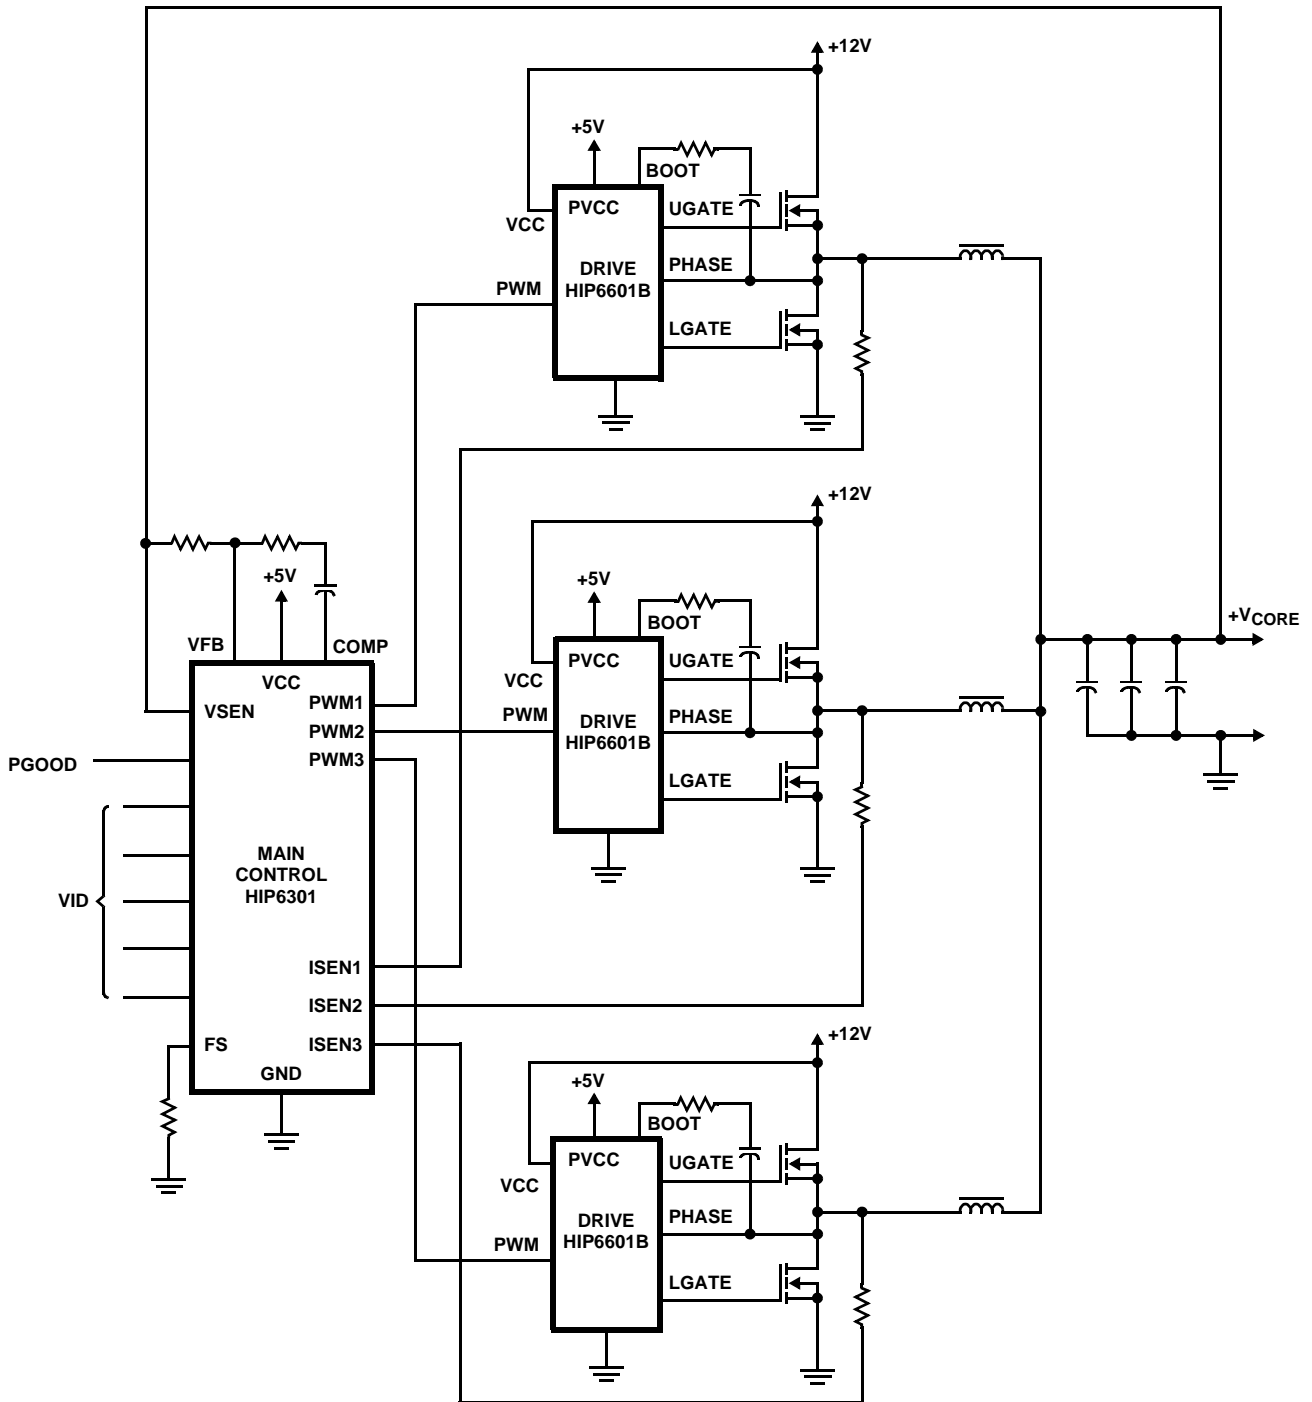 +12V
+5V
BOOT
PVCC
UGATE
VCC
DRIVE
HIP6601B
PHASE
PWM
LGATE
+12V
+5V
BOOT
PVCC
UGATE
VCC
DRIVE
HIP6601B
PHASE
PWM
LGATE
+5V
VFB
COMP
VCC
VSEN
PWM1
PWM2
PWM3
PGOOD
MAIN
CONTROL
HIP6301
VID
ISEN1
ISEN2
FS
ISEN3
GND
+VCORE
+12V
+5V
BOOT
PVCC
UGATE
VCC
DRIVE
HIP6601B
PHASE
PWM
LGATE